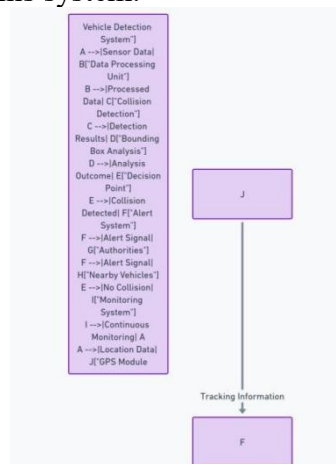 Vehicle Detection
System"]
A -->|Sensor Data|
B["Data Processing
Unit"]
B -->|Processed
Data| C["Collision
Detection"]
C -->|Detection
Results| D["Bounding
Box Analysis"]
D -->|Analysis
Outcome| E["Decision
Point"]
E -->|Collision
Detected| F["Alert
System"]
F -->|Alert Signal|
G["Authorities"]
F -->|Alert Signal|
H["Nearby Vehicles"]
E -->|No Collision|
I["Monitoring
System"]
I -->|Continuous
Monitoring| A
A -->|Location Data|
J["GPS Module
J
Tracking Information
F